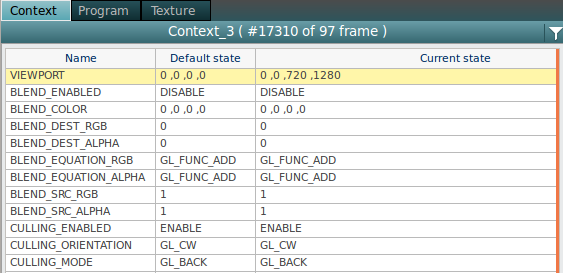 Context Program Texture
Context_3 ( #17310 of 97 frame )
Name Default state Current state
VIEWPORT 0 ,0 ,0 ,0 0 ,0 ,720 ,1280
BLEND_ENABLED DISABLE DISABLE
BLEND_COLOR 0 ,0 ,0 ,0 0 ,0 ,0 ,0
BLEND_DEST_RGB 0 0
BLEND_DEST_ALPHA 0 0
BLEND_EQUATION_RGB GL_FUNC_ADD GL_FUNC_ADD
BLEND_EQUATION_ALPHA GL_FUNC_ADD GL_FUNC_ADD
BLEND_SRC_RGB 1 1
BLEND_SRC_ALPHA 1 1
CULLING_ENABLED ENABLE ENABLE
CULLING_ORIENTATION GL_CW GL_CW
CULLING_MODE GL_BACK GL_BACK